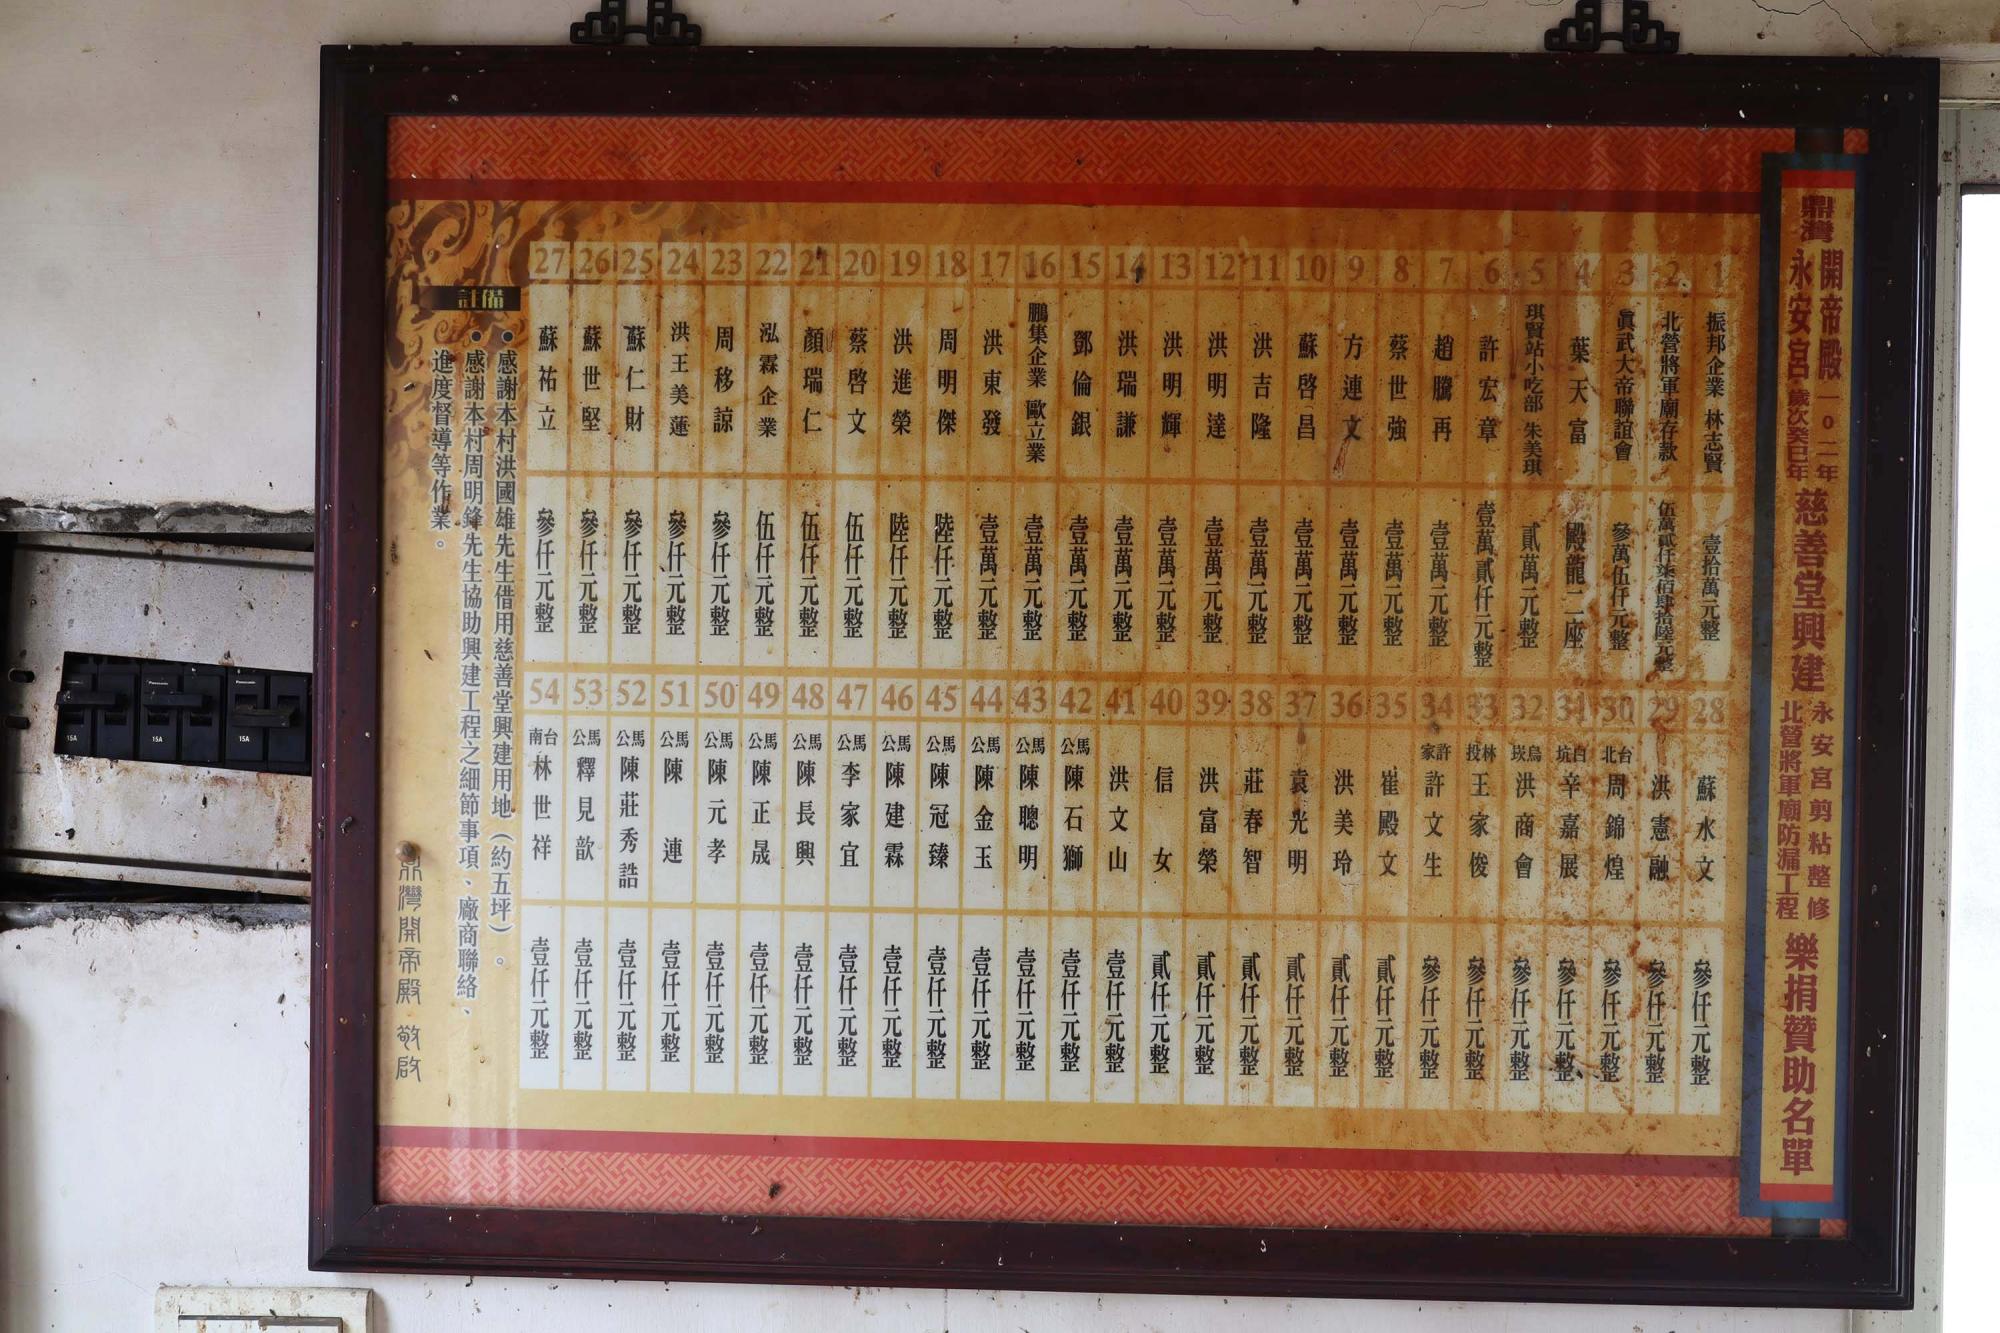 鼎灣
開帝殿
永安宮
一0二年
歲次癸巳年
慈善堂興建
永安宮剪粘整修
北營將軍廟防漏工程
樂捐贊助名單
1 振邦企業 林志賢 壹拾萬元整
2 北營將軍廟存款 伍萬貳仟柒佰肆拾陸元整
3 眞武大帝聯誼會 參萬伍仟元整
4 葉天富 殿龍二座
5 琪賢站小吃部 朱美琪 貳萬元整
6 許宏章 壹萬貳仟元整
7 趙騰再 壹萬元整
8 蔡世強 壹萬元整
9 方連文 壹萬元整
10 蘇啓昌 壹萬元整
11 洪吉隆 壹萬元整
12 洪明達 壹萬元整
13 洪明輝 壹萬元整
14 洪瑞謙 壹萬元整
15 鄧倫銀 壹萬元整
16 鵬集企業 歐立業 壹萬元整
17 洪東發 壹萬元整
18 周明傑 陸仟元整
19 洪進榮 陸仟元整
20 蔡啓文 伍仟元整
21 顏瑞仁 伍仟元整
22 泓霖企業 伍仟元整
23 周移諒 參仟元整
24 洪王美蓮 參仟元整
25 蘇仁財 參仟元整
26 蘇世堅 參仟元整
27 蘇祐立 參仟元整
28 蘇水文 參仟元整
29 洪憲融 參仟元整
30 台北 周錦煌 參仟元整
31 白坑 辛嘉展 參仟元整
32 烏崁 洪商會 參仟元整
33 林投 王家俊 參仟元整
34 許家 許文生 參仟元整
35 崔殿文 貳仟元整
36 洪美玲 貳仟元整
37 袁光明 貳仟元整
38 莊春智 貳仟元整
39 洪富榮 貳仟元整
40 信女 貳仟元整
41 洪文山 壹仟元整
42 馬公 陳石獅 壹仟元整
43 馬公 陳聰明 壹仟元整
44 馬公 陳金玉 壹仟元整
45 馬公 陳冠臻 壹仟元整
46 馬公 陳建霖 壹仟元整
47 馬公 李家宜 壹仟元整
48 馬公 陳長興 壹仟元整
49 馬公 陳正晟 壹仟元整
50 馬公 陳元孝 壹仟元整
51 馬公 陳連 壹仟元整
52 馬公 陳莊秀誥 壹仟元整
53 馬公 釋見歆 壹仟元整
54 台南 林世祥 壹仟元整
備註
●感謝本村洪國雄先生借用慈善堂興建用地（約五坪）。
●感謝本村周明鋒先生協助興建工程之細節事項、廠商聯絡、
進度督導等作業。
鼎灣開帝殿 敬啟
Panasonic
Panasonic
Panasonic
15A
15A
15A